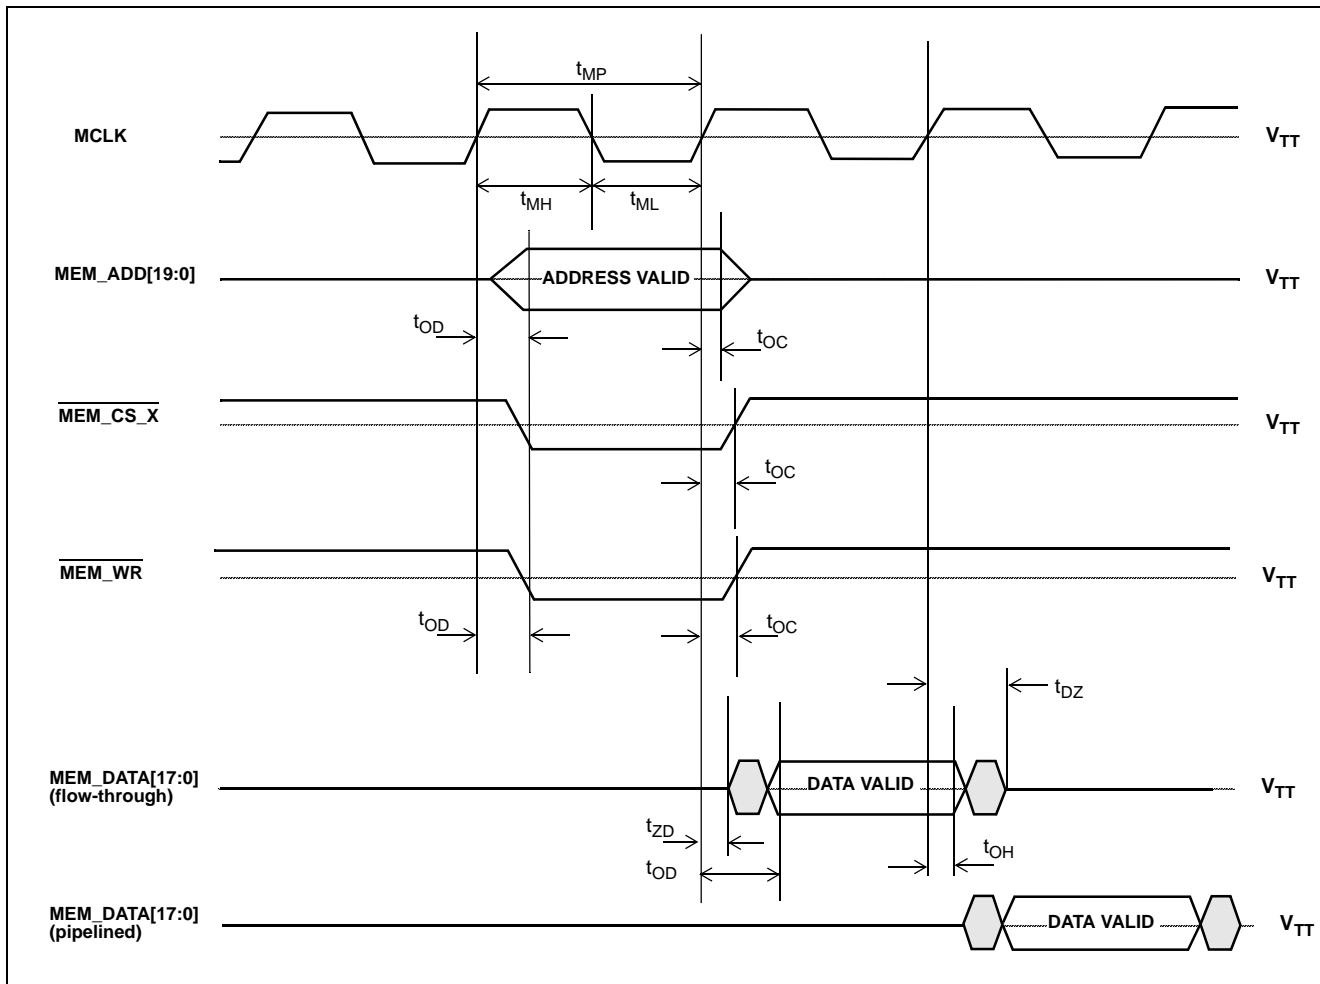 tMP
MCLK
VTT
tMH
tML
MEM_ADD[19:0]
ADDRESS VALID
VTT
tOD
tOC
MEM_CS_X
VTT
tOC
MEM_WR
VTT
tOD
tOC
tDZ
MEM_DATA[17:0]
(flow-through)
DATA VALID
VTT
tZD
tOH
tOD
MEM_DATA[17:0]
(pipelined)
DATA VALID
VTT